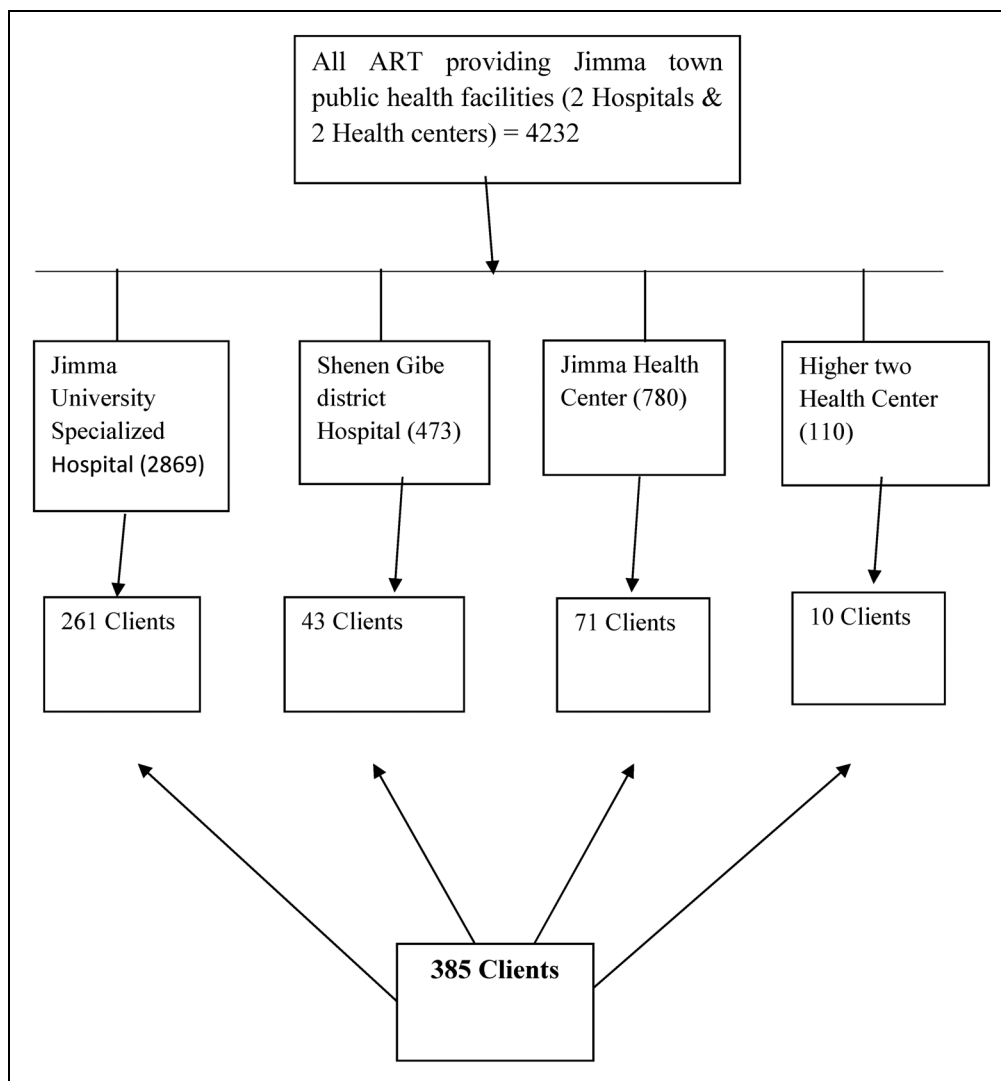 All ART providing Jimma town
public health facilities (2 Hospitals &
2 Health centers) = 4232
Jimma
University
Specialized
Hospital (2869)
Shenen Gibe
district
Hospital (473)
Jimma Health
Center (780)
Higher two
Health Center
(110)
261 Clients
43 Clients
71 Clients
10 Clients
385 Clients